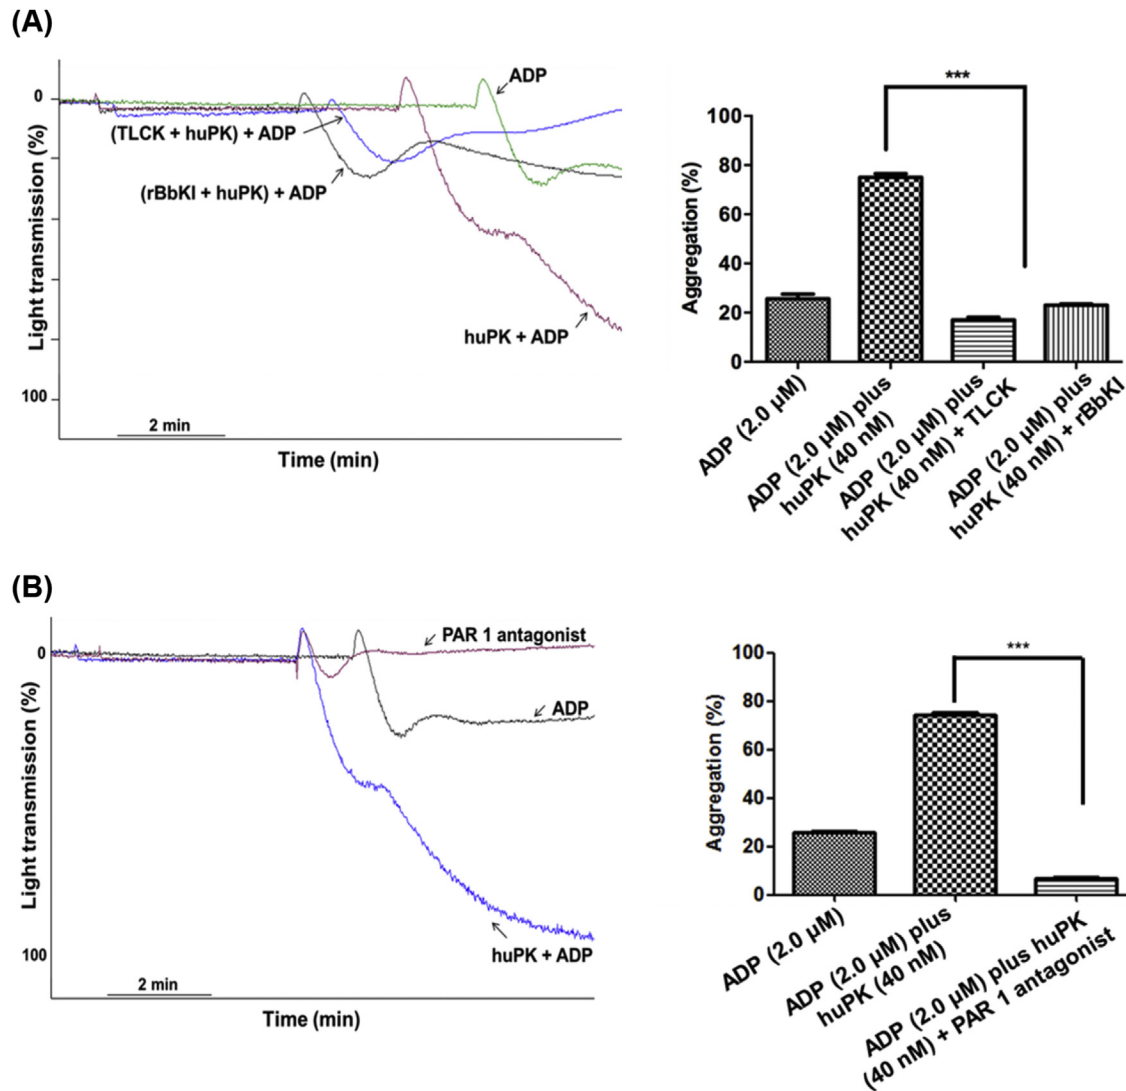 (A)
Light transmission (%)
0
100
ADP
(TLCK + huPK) + ADP
(rBbKI + huPK) + ADP
huPK + ADP
2 min
Time (min)
***
Aggregation (%)
100
80
60
40
20
0
ADP (2.0 µM)
ADP (2.0 µM) plus
huPK (40 nM)
ADP (2.0 µM) plus
huPK (40 nM) + TLCK
ADP (2.0 µM) plus
huPK (40 nM) + rBbKI
(B)
Light transmission (%)
0
100
PAR 1 antagonist
ADP
huPK + ADP
2 min
Time (min)
***
Aggregation (%)
100
80
60
40
20
0
ADP (2.0 µM)
ADP (2.0 µM) plus
huPK (40 nM)
ADP (2.0 µM) plus huPK
(40 nM) + PAR 1 antagonist